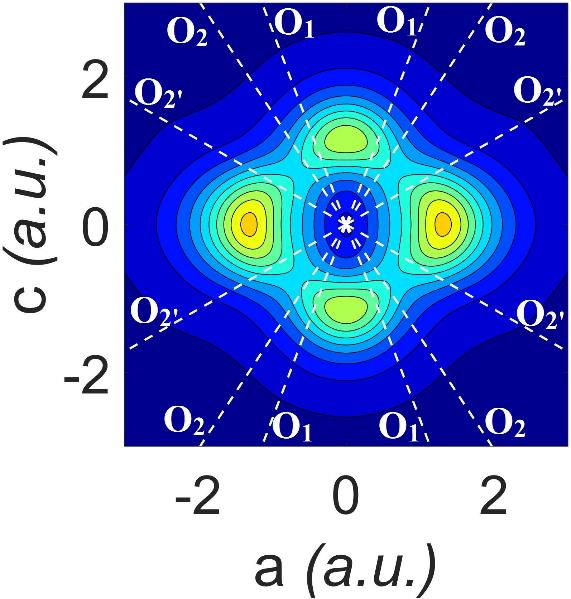 O₂ O₁ O₁ O₂
2
O₂' O₂'
c (a.u.)
0
O₂' O₂'
-2
O₂ O₁ O₁ O₂
-2 0 2
a (a.u.)